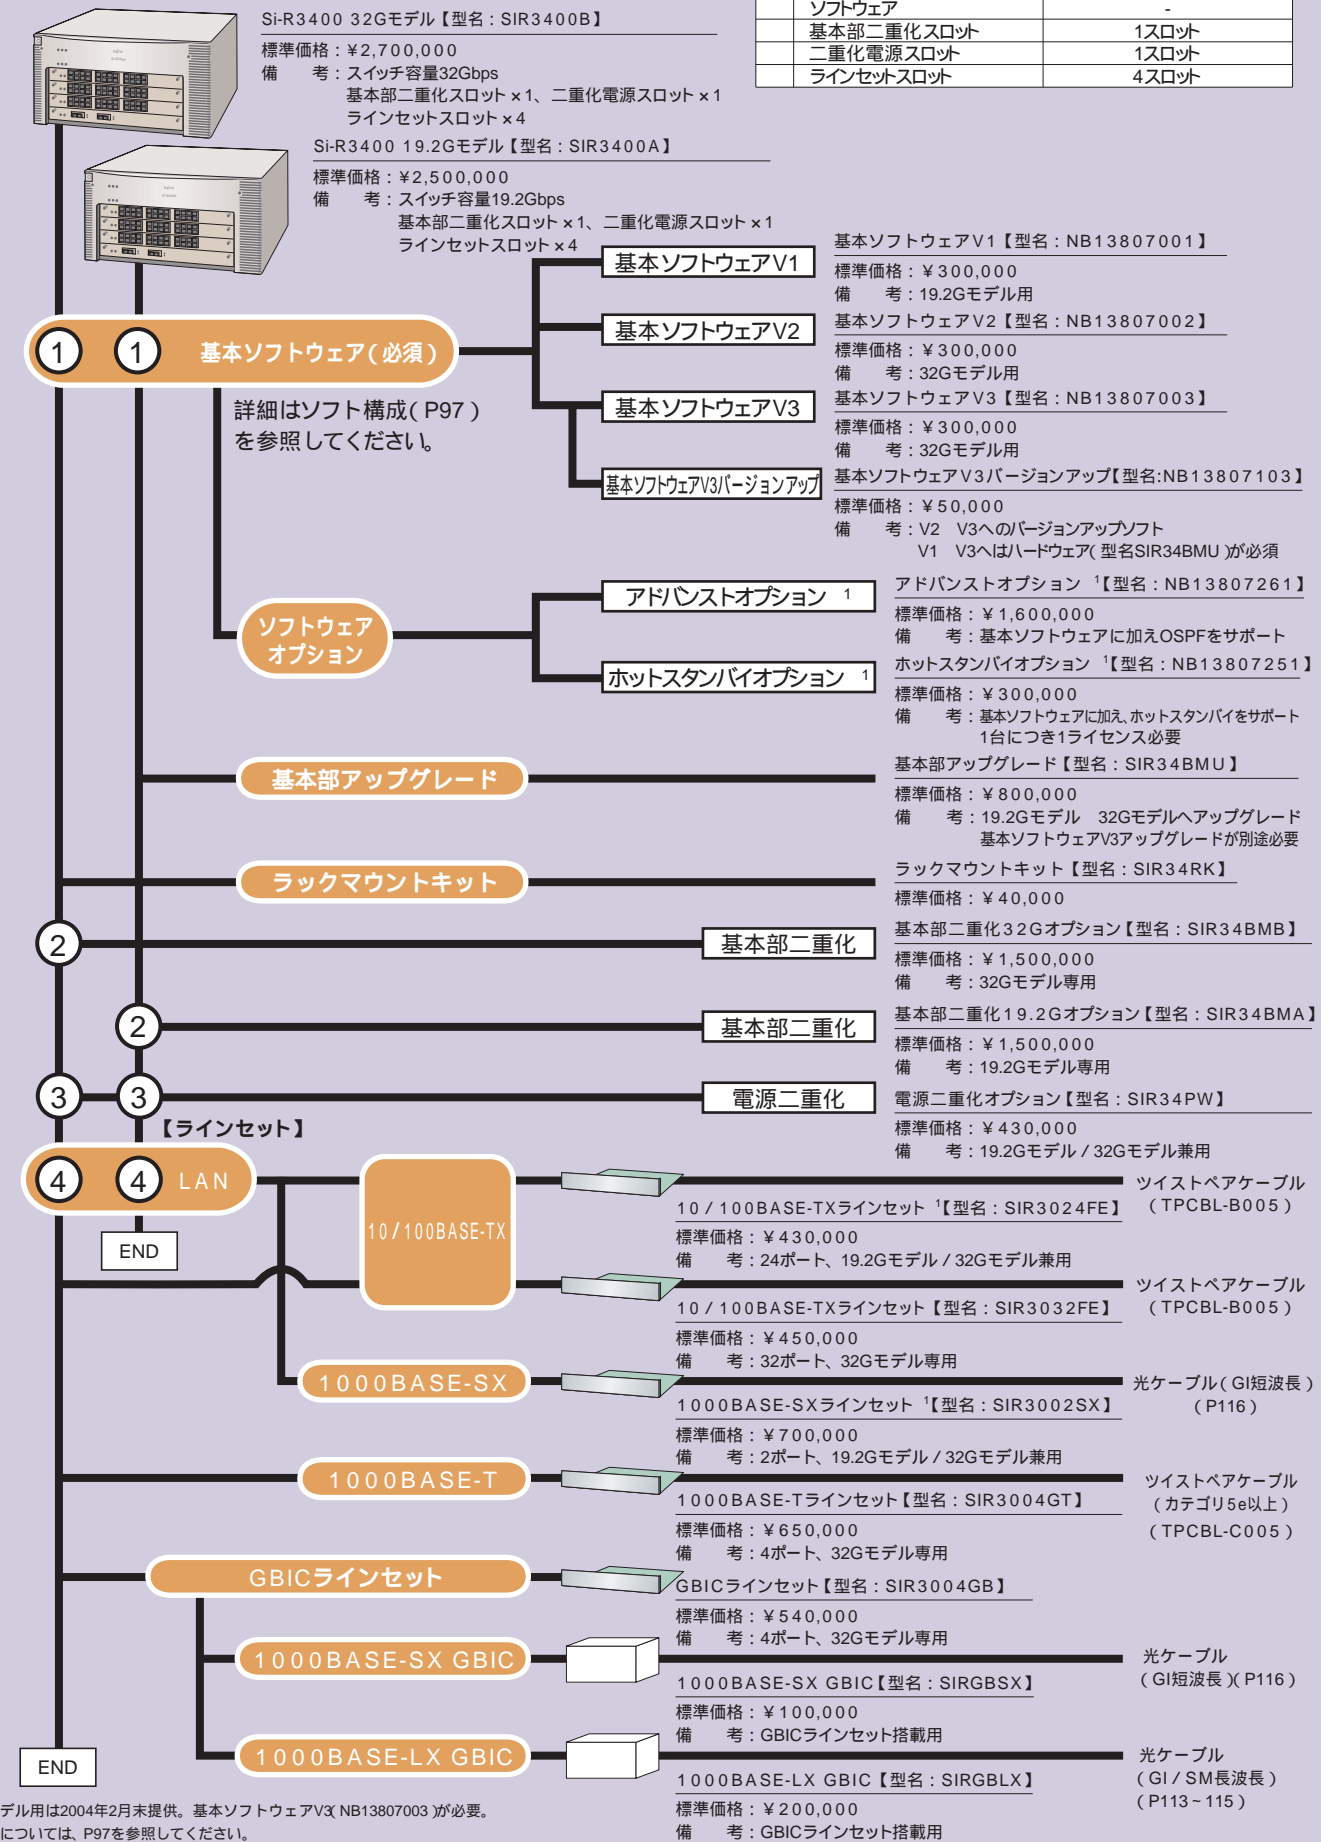 Si-R3400 32Gモデル【型名：SIR3400B】
標準価格：¥2,700,000
備　考：スイッチ容量32Gbps
基本部二重化スロット×1、二重化電源スロット×1
ラインセットスロット×4
ソフトウェア -
基本部二重化スロット 1スロット
二重化電源スロット 1スロット
ラインセットスロット 4スロット
Si-R3400 19.2Gモデル【型名：SIR3400A】
標準価格：¥2,500,000
備　考：スイッチ容量19.2Gbps
基本部二重化スロット×1、二重化電源スロット×1
ラインセットスロット×4
1 1 基本ソフトウェア（必須）
詳細はソフト構成（P97）
を参照してください。
基本ソフトウェアV1
基本ソフトウェアV1【型名：NB13807001】
標準価格：¥300,000
備　考：19.2Gモデル用
基本ソフトウェアV2
基本ソフトウェアV2【型名：NB13807002】
標準価格：¥300,000
備　考：32Gモデル用
基本ソフトウェアV3
基本ソフトウェアV3【型名：NB13807003】
標準価格：¥300,000
備　考：32Gモデル用
基本ソフトウェアV3バージョンアップ
基本ソフトウェアV3バージョンアップ【型名:NB13807103】
標準価格：¥50,000
備　考：V2　V3へのバージョンアップソフト
V1　V3へはハードウェア（型名SIR34BMU）が必須
ソフトウェア
オプション
アドバンストオプション 1
アドバンストオプション 1【型名：NB13807261】
標準価格：¥1,600,000
備　考：基本ソフトウェアに加えOSPFをサポート
ホットスタンバイオプション 1
ホットスタンバイオプション 1【型名：NB13807251】
標準価格：¥300,000
備　考：基本ソフトウェアに加え、ホットスタンバイをサポート
1台につき1ライセンス必要
基本部アップグレード
基本部アップグレード【型名：SIR34BMU】
標準価格：¥800,000
備　考：19.2Gモデル　32Gモデルへアップグレード
基本ソフトウェアV3アップグレードが別途必要
ラックマウントキット
ラックマウントキット【型名：SIR34RK】
標準価格：¥40,000
2 基本部二重化
基本部二重化32Gオプション【型名：SIR34BMB】
標準価格：¥1,500,000
備　考：32Gモデル専用
2 基本部二重化
基本部二重化19.2Gオプション【型名：SIR34BMA】
標準価格：¥1,500,000
備　考：19.2Gモデル専用
3 3 電源二重化
電源二重化オプション【型名：SIR34PW】
標準価格：¥430,000
備　考：19.2Gモデル/32Gモデル兼用
【ラインセット】
4 4 LAN
END
10/100BASE-TX
10/100BASE-TXラインセット 1【型名：SIR3024FE】
標準価格：¥430,000
備　考：24ポート、19.2Gモデル/32Gモデル兼用
ツイストペアケーブル
（TPCBL-B005）
10/100BASE-TXラインセット【型名：SIR3032FE】
標準価格：¥450,000
備　考：32ポート、32Gモデル専用
ツイストペアケーブル
（TPCBL-B005）
1000BASE-SX
1000BASE-SXラインセット 1【型名：SIR3002SX】
標準価格：¥700,000
備　考：2ポート、19.2Gモデル/32Gモデル兼用
光ケーブル（GI短波長）
（P116）
1000BASE-T
1000BASE-Tラインセット【型名：SIR3004GT】
標準価格：¥650,000
備　考：4ポート、32Gモデル専用
ツイストペアケーブル
（カテゴリ5e以上）
（TPCBL-C005）
GBICラインセット
GBICラインセット【型名：SIR3004GB】
標準価格：¥540,000
備　考：4ポート、32Gモデル専用
1000BASE-SX GBIC
1000BASE-SX GBIC【型名：SIRGBSX】
標準価格：¥100,000
備　考：GBICラインセット搭載用
光ケーブル
（GI短波長）（P116）
1000BASE-LX GBIC
1000BASE-LX GBIC【型名：SIRGBLX】
標準価格：¥200,000
備　考：GBICラインセット搭載用
光ケーブル
（GI/SM長波長）
（P113~115）
END
デル用は2004年2月末提供。基本ソフトウェアV3（NB13807003）が必要。
については、P97を参照してください。